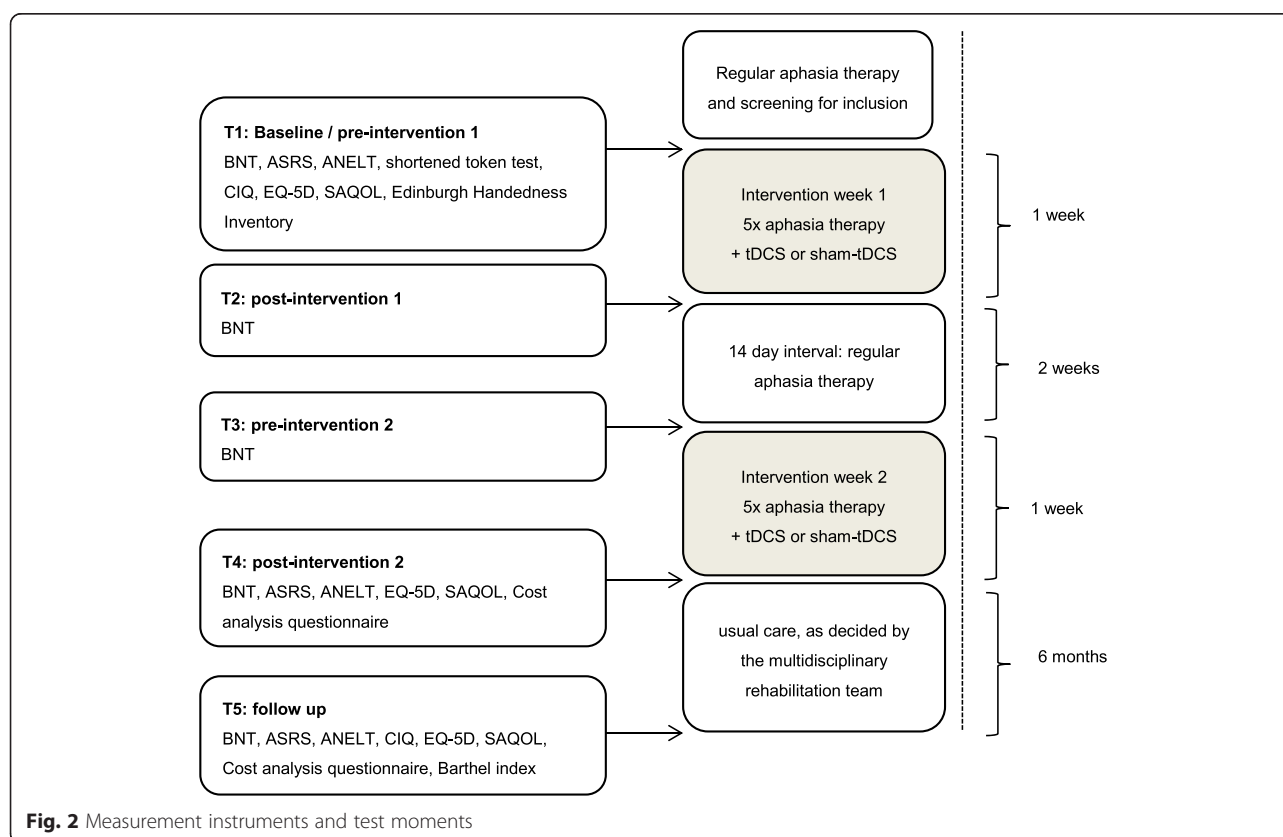 Regular aphasia therapy
and screening for inclusion
T1: Baseline / pre-intervention 1
BNT, ASRS, ANELT, shortened token test,
CIQ, EQ-5D, SAQOL, Edinburgh Handedness
Inventory
Intervention week 1
5x aphasia therapy
+ tDCS or sham-tDCS
1 week
T2: post-intervention 1
BNT
14 day interval: regular
aphasia therapy
2 weeks
T3: pre-intervention 2
BNT
Intervention week 2
5x aphasia therapy
+ tDCS or sham-tDCS
1 week
T4: post-intervention 2
BNT, ASRS, ANELT, EQ-5D, SAQOL, Cost
analysis questionnaire
usual care, as decided by
the multidisciplinary
rehabilitation team
6 months
T5: follow up
BNT, ASRS, ANELT, CIQ, EQ-5D, SAQOL,
Cost analysis questionnaire, Barthel index
Fig. 2 Measurement instruments and test moments